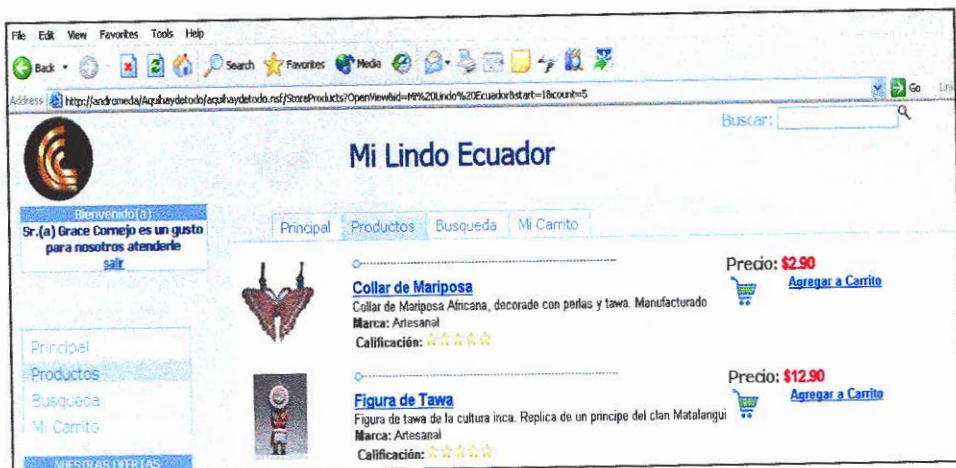 File Edit View Favorites Tools Help
Back Search Favorites Media
Address http://andromeda/Aquihaydetodo/aquihaydetodo.nsf/StoreProducts?OpenView&id=Mi%20Lindo%20Ecuador&start=1&count=5 Go
Buscar:
Mi Lindo Ecuador
Bienvenido(a)
Sr.(a) Grace Cornejo es un gusto
para nosotros atenderle
salir
Principal Productos Busqueda Mi Carrito
Collar de Mariposa
Collar de Mariposa Africana, decorade con perlas y tawa. Manufacturado
Marca: Artesanal
Calificación:
Precio: $2.90
Agregar a Carrito
Principal
Productos
Busqueda
Mi Carrito
NUESTRAS OFERTAS
Figura de Tawa
Figura de tawa de la cultura inca. Replica de un principe del clan Matalangui
Marca: Artesanal
Calificación:
Precio: $12.90
Agregar a Carrito